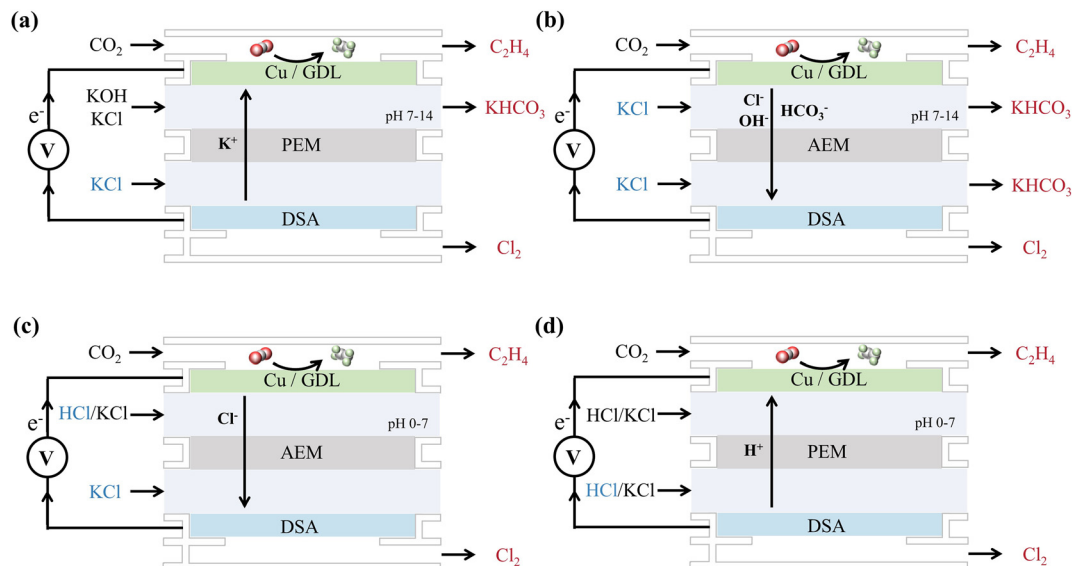 (a)
CO₂
C₂H₄
Cu / GDL
KOH
KCl
KHCO₃
pH 7-14
e⁻
V
K⁺
PEM
KCl
DSA
Cl₂
(b)
CO₂
C₂H₄
Cu / GDL
KCl
Cl⁻
OH⁻
HCO₃⁻
KHCO₃
pH 7-14
e⁻
V
AEM
KCl
KHCO₃
DSA
Cl₂
(c)
CO₂
C₂H₄
Cu / GDL
HCl/KCl
Cl⁻
pH 0-7
e⁻
V
AEM
KCl
DSA
Cl₂
(d)
CO₂
C₂H₄
Cu / GDL
HCl/KCl
pH 0-7
e⁻
V
H⁺
PEM
HCl/KCl
DSA
Cl₂